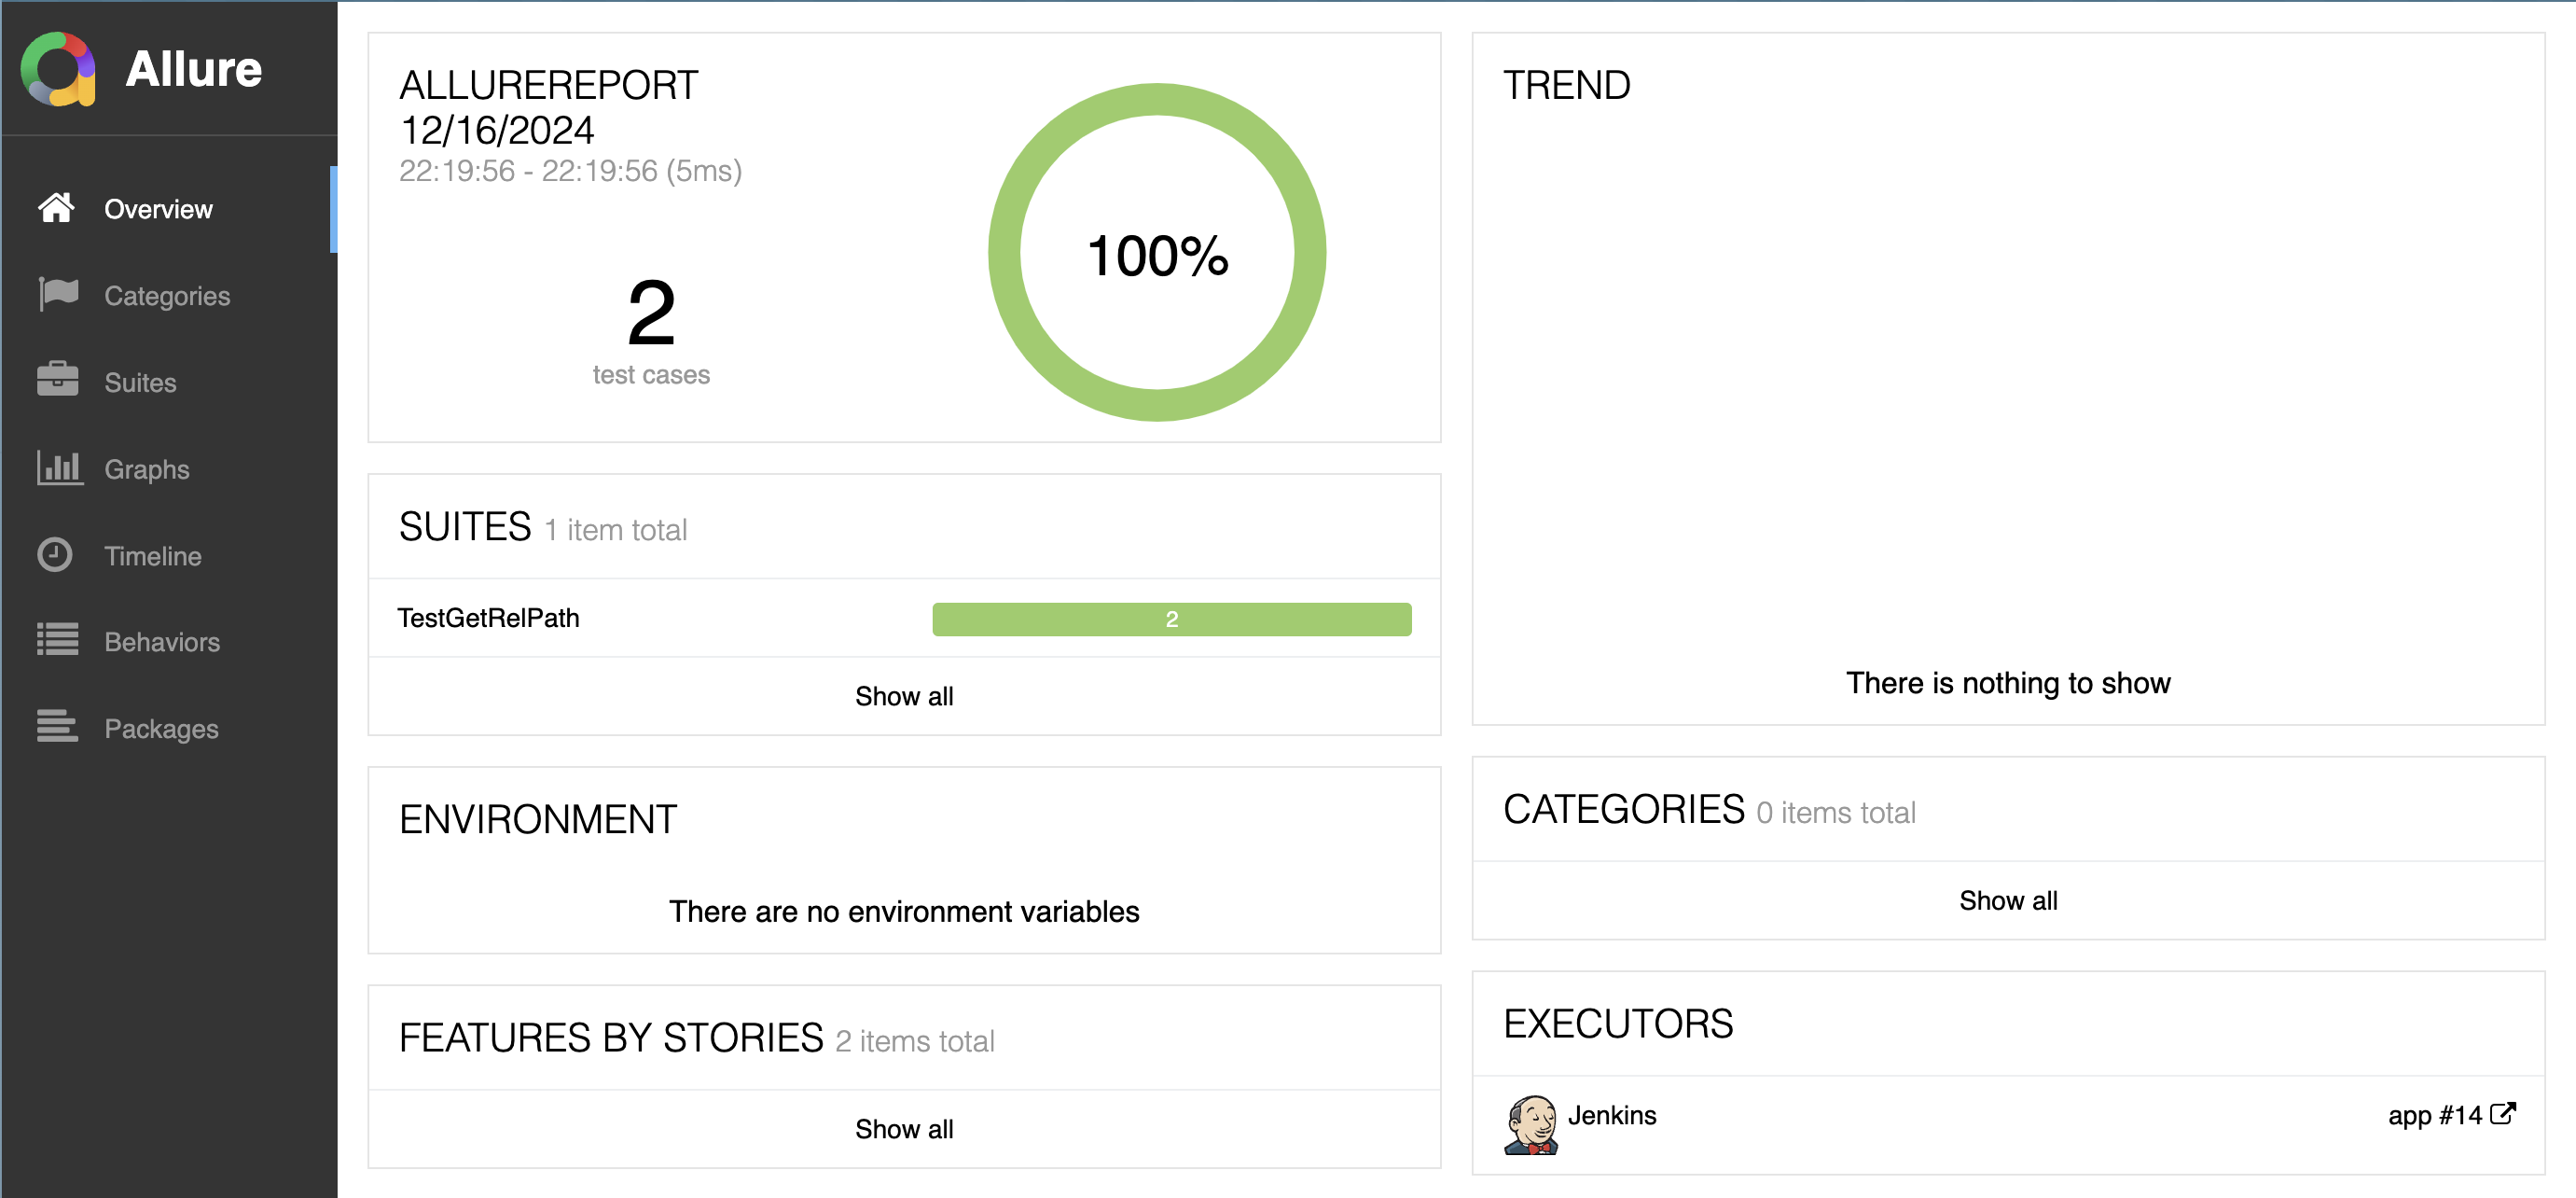 Allure
Overview
Categories
Suites
Graphs
Timeline
Behaviors
Packages
ALLUREREPORT
12/16/2024
22:19:56 - 22:19:56 (5ms)
2
test cases
100%
SUITES 1 item total
TestGetRelPath 2
Show all
ENVIRONMENT
There are no environment variables
FEATURES BY STORIES 2 items total
Show all
TREND
There is nothing to show
CATEGORIES 0 items total
Show all
EXECUTORS
Jenkins app #14